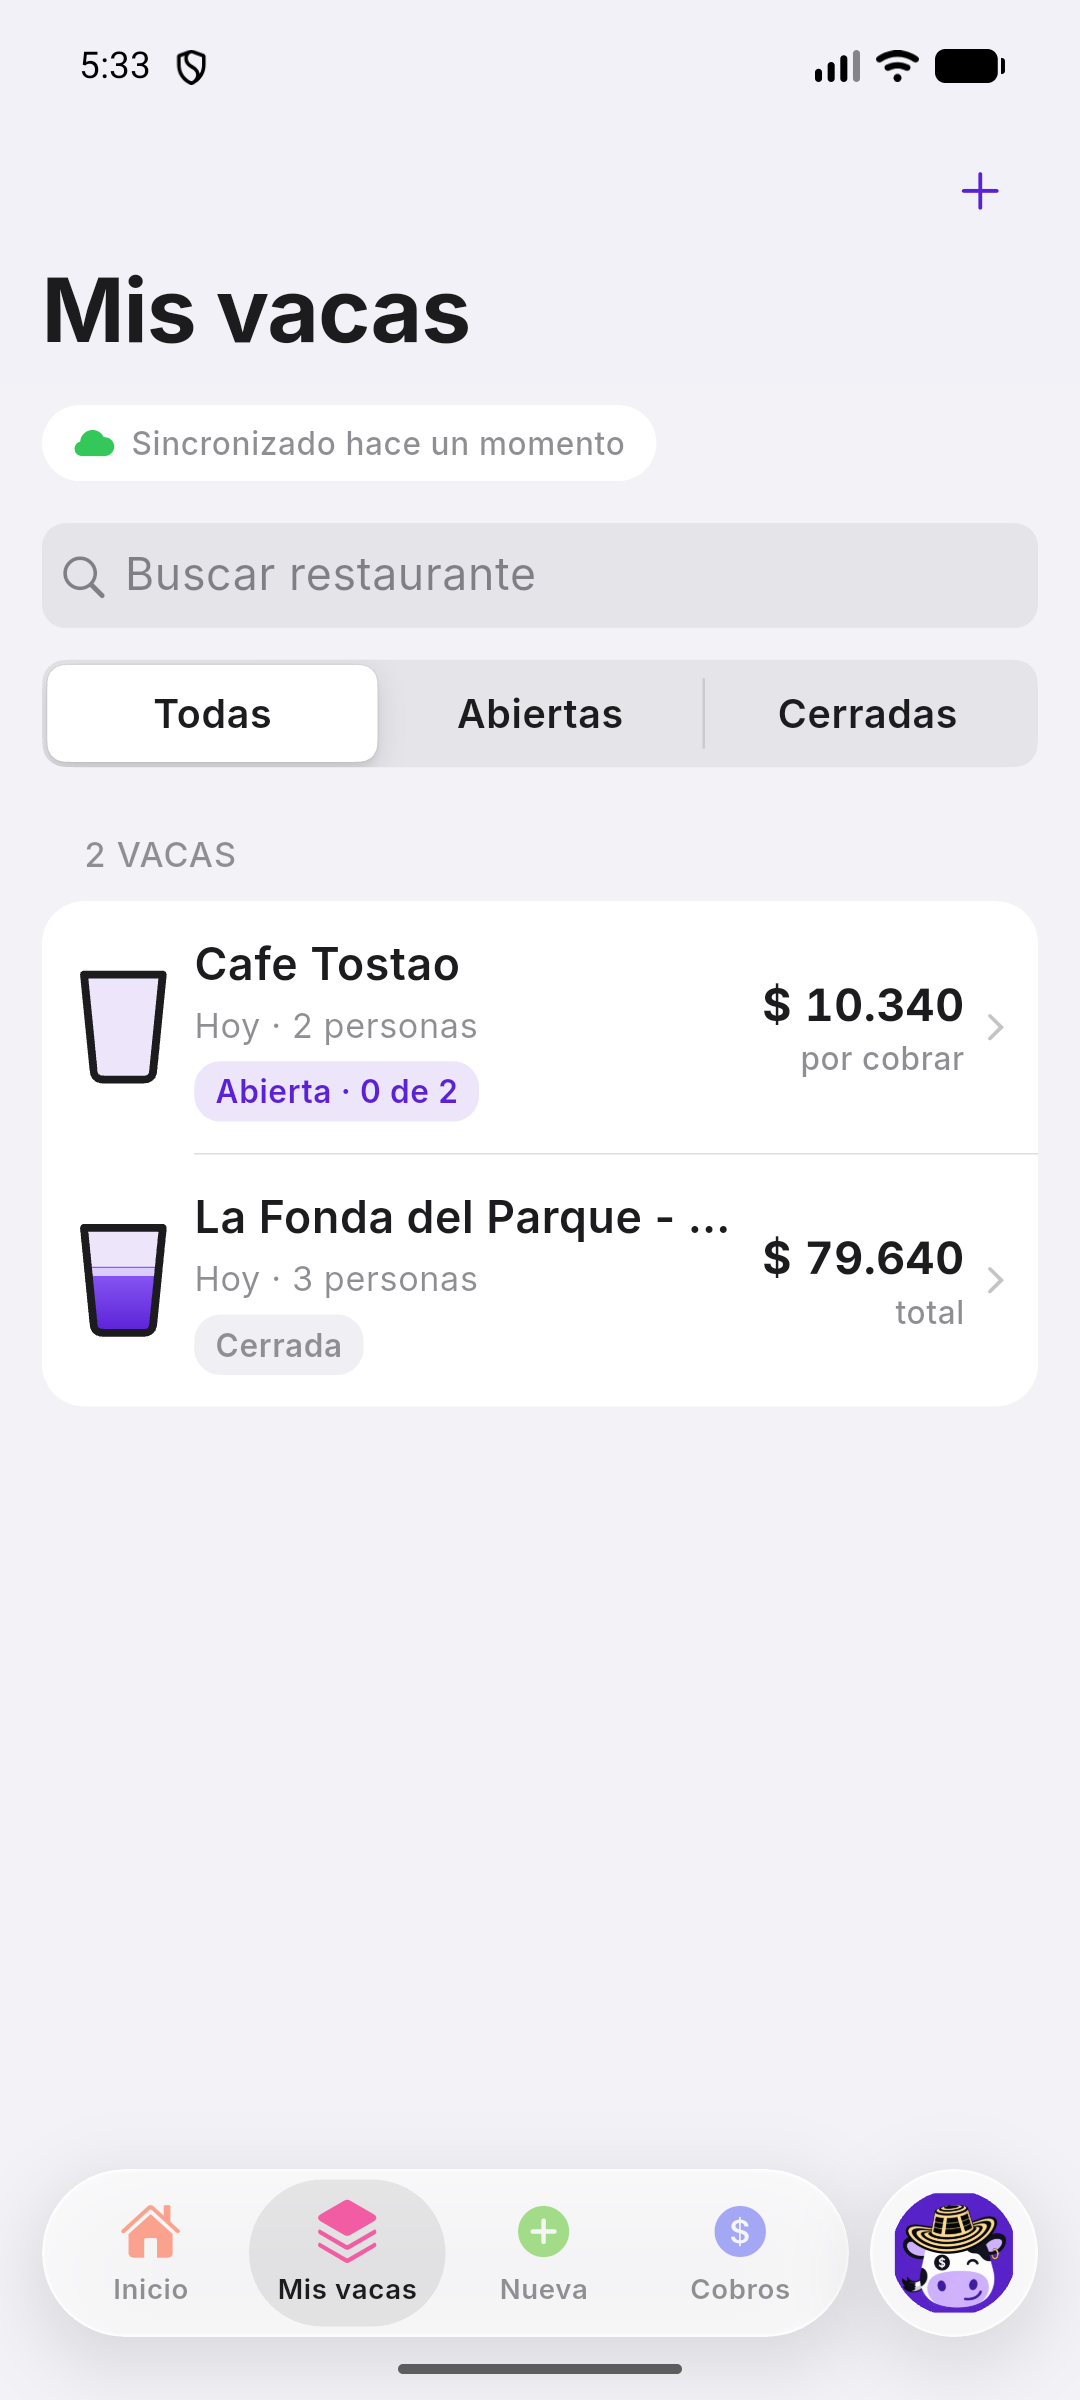 5:33
Mis vacas
Sincronizado hace un momento
Buscar restaurante
Todas
Abiertas
Cerradas
2 VACAS
Cafe Tostao
Hoy · 2 personas
Abierta · 0 de 2
$ 10.340
por cobrar
La Fonda del Parque - ...
Hoy · 3 personas
Cerrada
$ 79.640
total
Inicio
Mis vacas
Nueva
$
Cobros
$